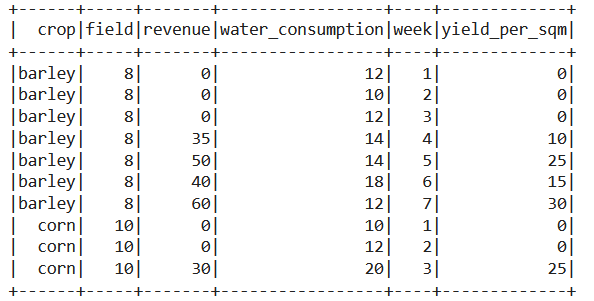 +------+-----+-------+-----------------+----+-------------+
|  crop|field|revenue|water_consumption|week|yield_per_sqm|
+------+-----+-------+-----------------+----+-------------+
|barley|    8|      0|               12|   1|            0|
|barley|    8|      0|               10|   2|            0|
|barley|    8|      0|               12|   3|            0|
|barley|    8|     35|               14|   4|           10|
|barley|    8|     50|               14|   5|           25|
|barley|    8|     40|               18|   6|           15|
|barley|    8|     60|               12|   7|           30|
|  corn|   10|      0|               10|   1|            0|
|  corn|   10|      0|               12|   2|            0|
|  corn|   10|     30|               20|   3|           25|
+------+-----+-------+-----------------+----+-------------+